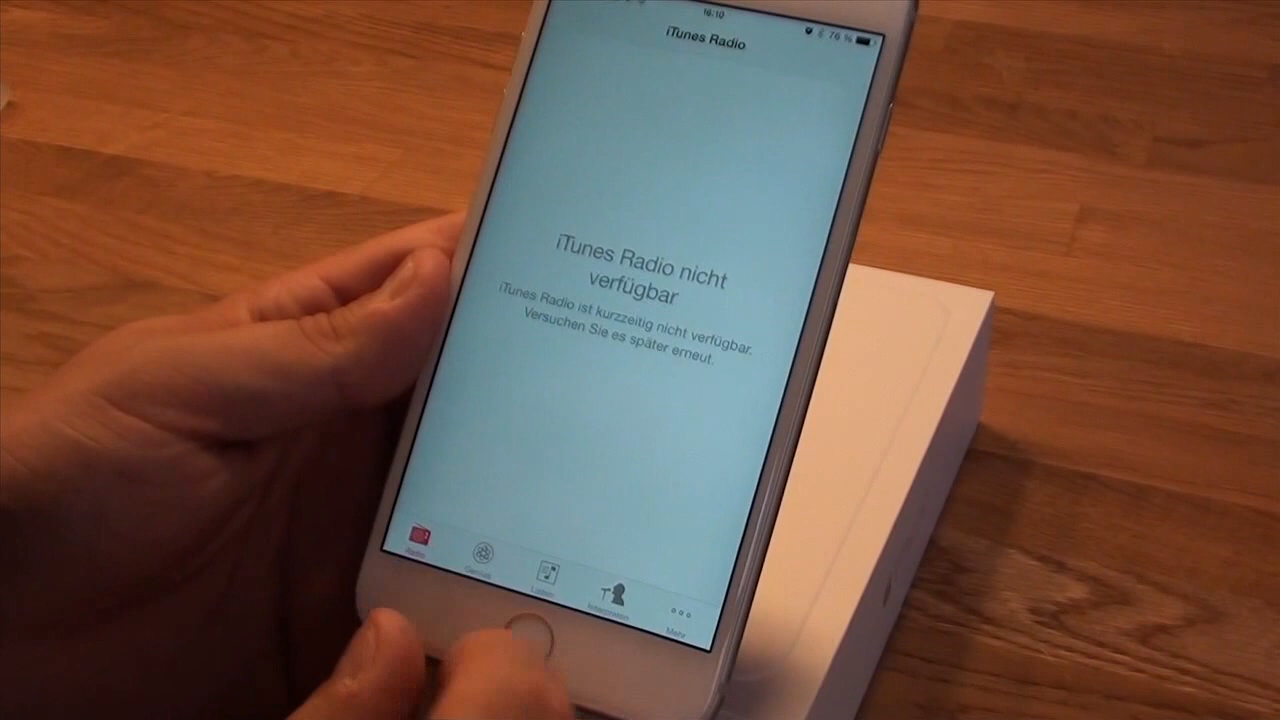 16:10
76 %
iTunes Radio
iTunes Radio nicht
verfügbar
iTunes Radio ist kurzzeitig nicht verfügbar.
Versuchen Sie es später erneut.
Radio
Genius
Listen
Interpreten
Mehr